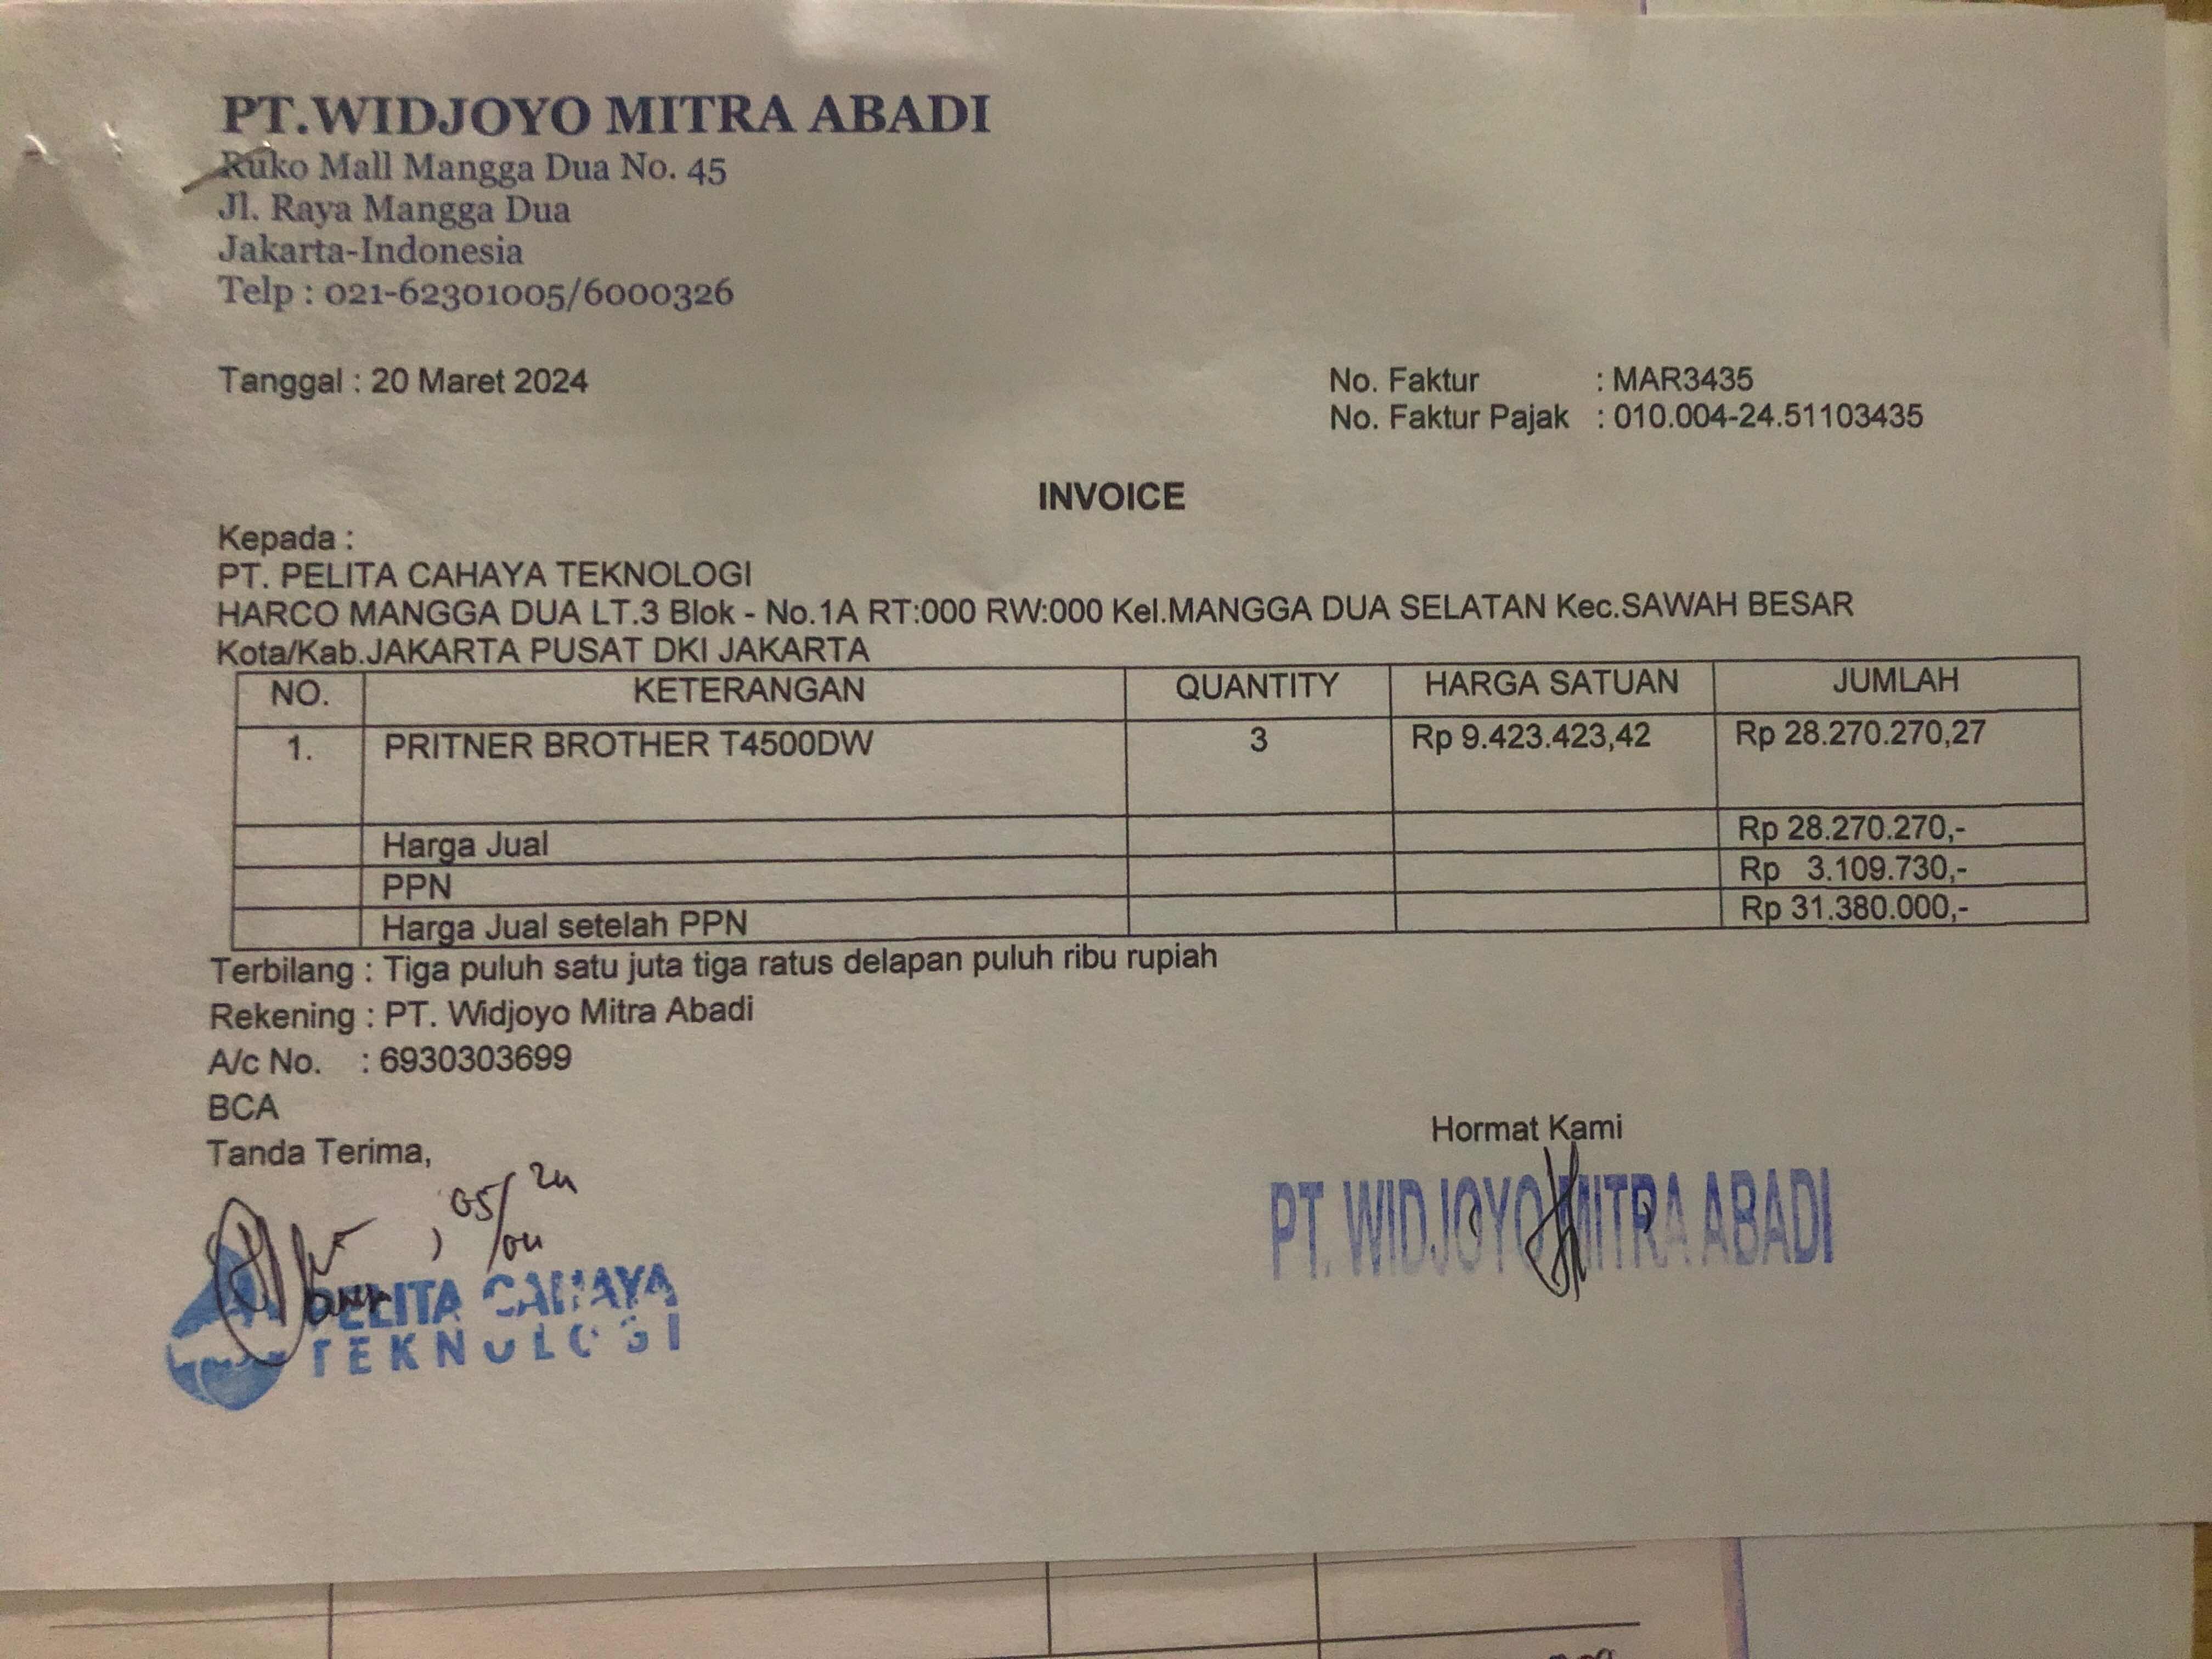 PT.WIDJOYO MITRA ABADI
Ruko Mall Mangga Dua No. 45
Jl. Raya Mangga Dua
Jakarta-Indonesia
Telp : 021-62301005/6000326
Tanggal : 20 Maret 2024
No. Faktur : MAR3435
No. Faktur Pajak : 010.004-24.51103435
INVOICE
Kepada :
PT. PELITA CAHAYA TEKNOLOGI
HARCO MANGGA DUA LT.3 Blok - No.1A RT:000 RW:000 Kel.MANGGA DUA SELATAN Kec.SAWAH BESAR
Kota/Kab.JAKARTA PUSAT DKI JAKARTA
NO. KETERANGAN QUANTITY HARGA SATUAN JUMLAH
1. PRITNER BROTHER T4500DW 3 Rp 9.423.423,42 Rp 28.270.270,27
Harga Jual Rp 28.270.270,-
PPN Rp 3.109.730,-
Harga Jual setelah PPN Rp 31.380.000,-
Terbilang : Tiga puluh satu juta tiga ratus delapan puluh ribu rupiah
Rekening : PT. Widjoyo Mitra Abadi
A/c No. : 6930303699
BCA
Tanda Terima,
Hormat Kami
05/04 24
PT. WIDJOYO MITRA ABADI
PELITA CAHAYA
TEKNOLOGI